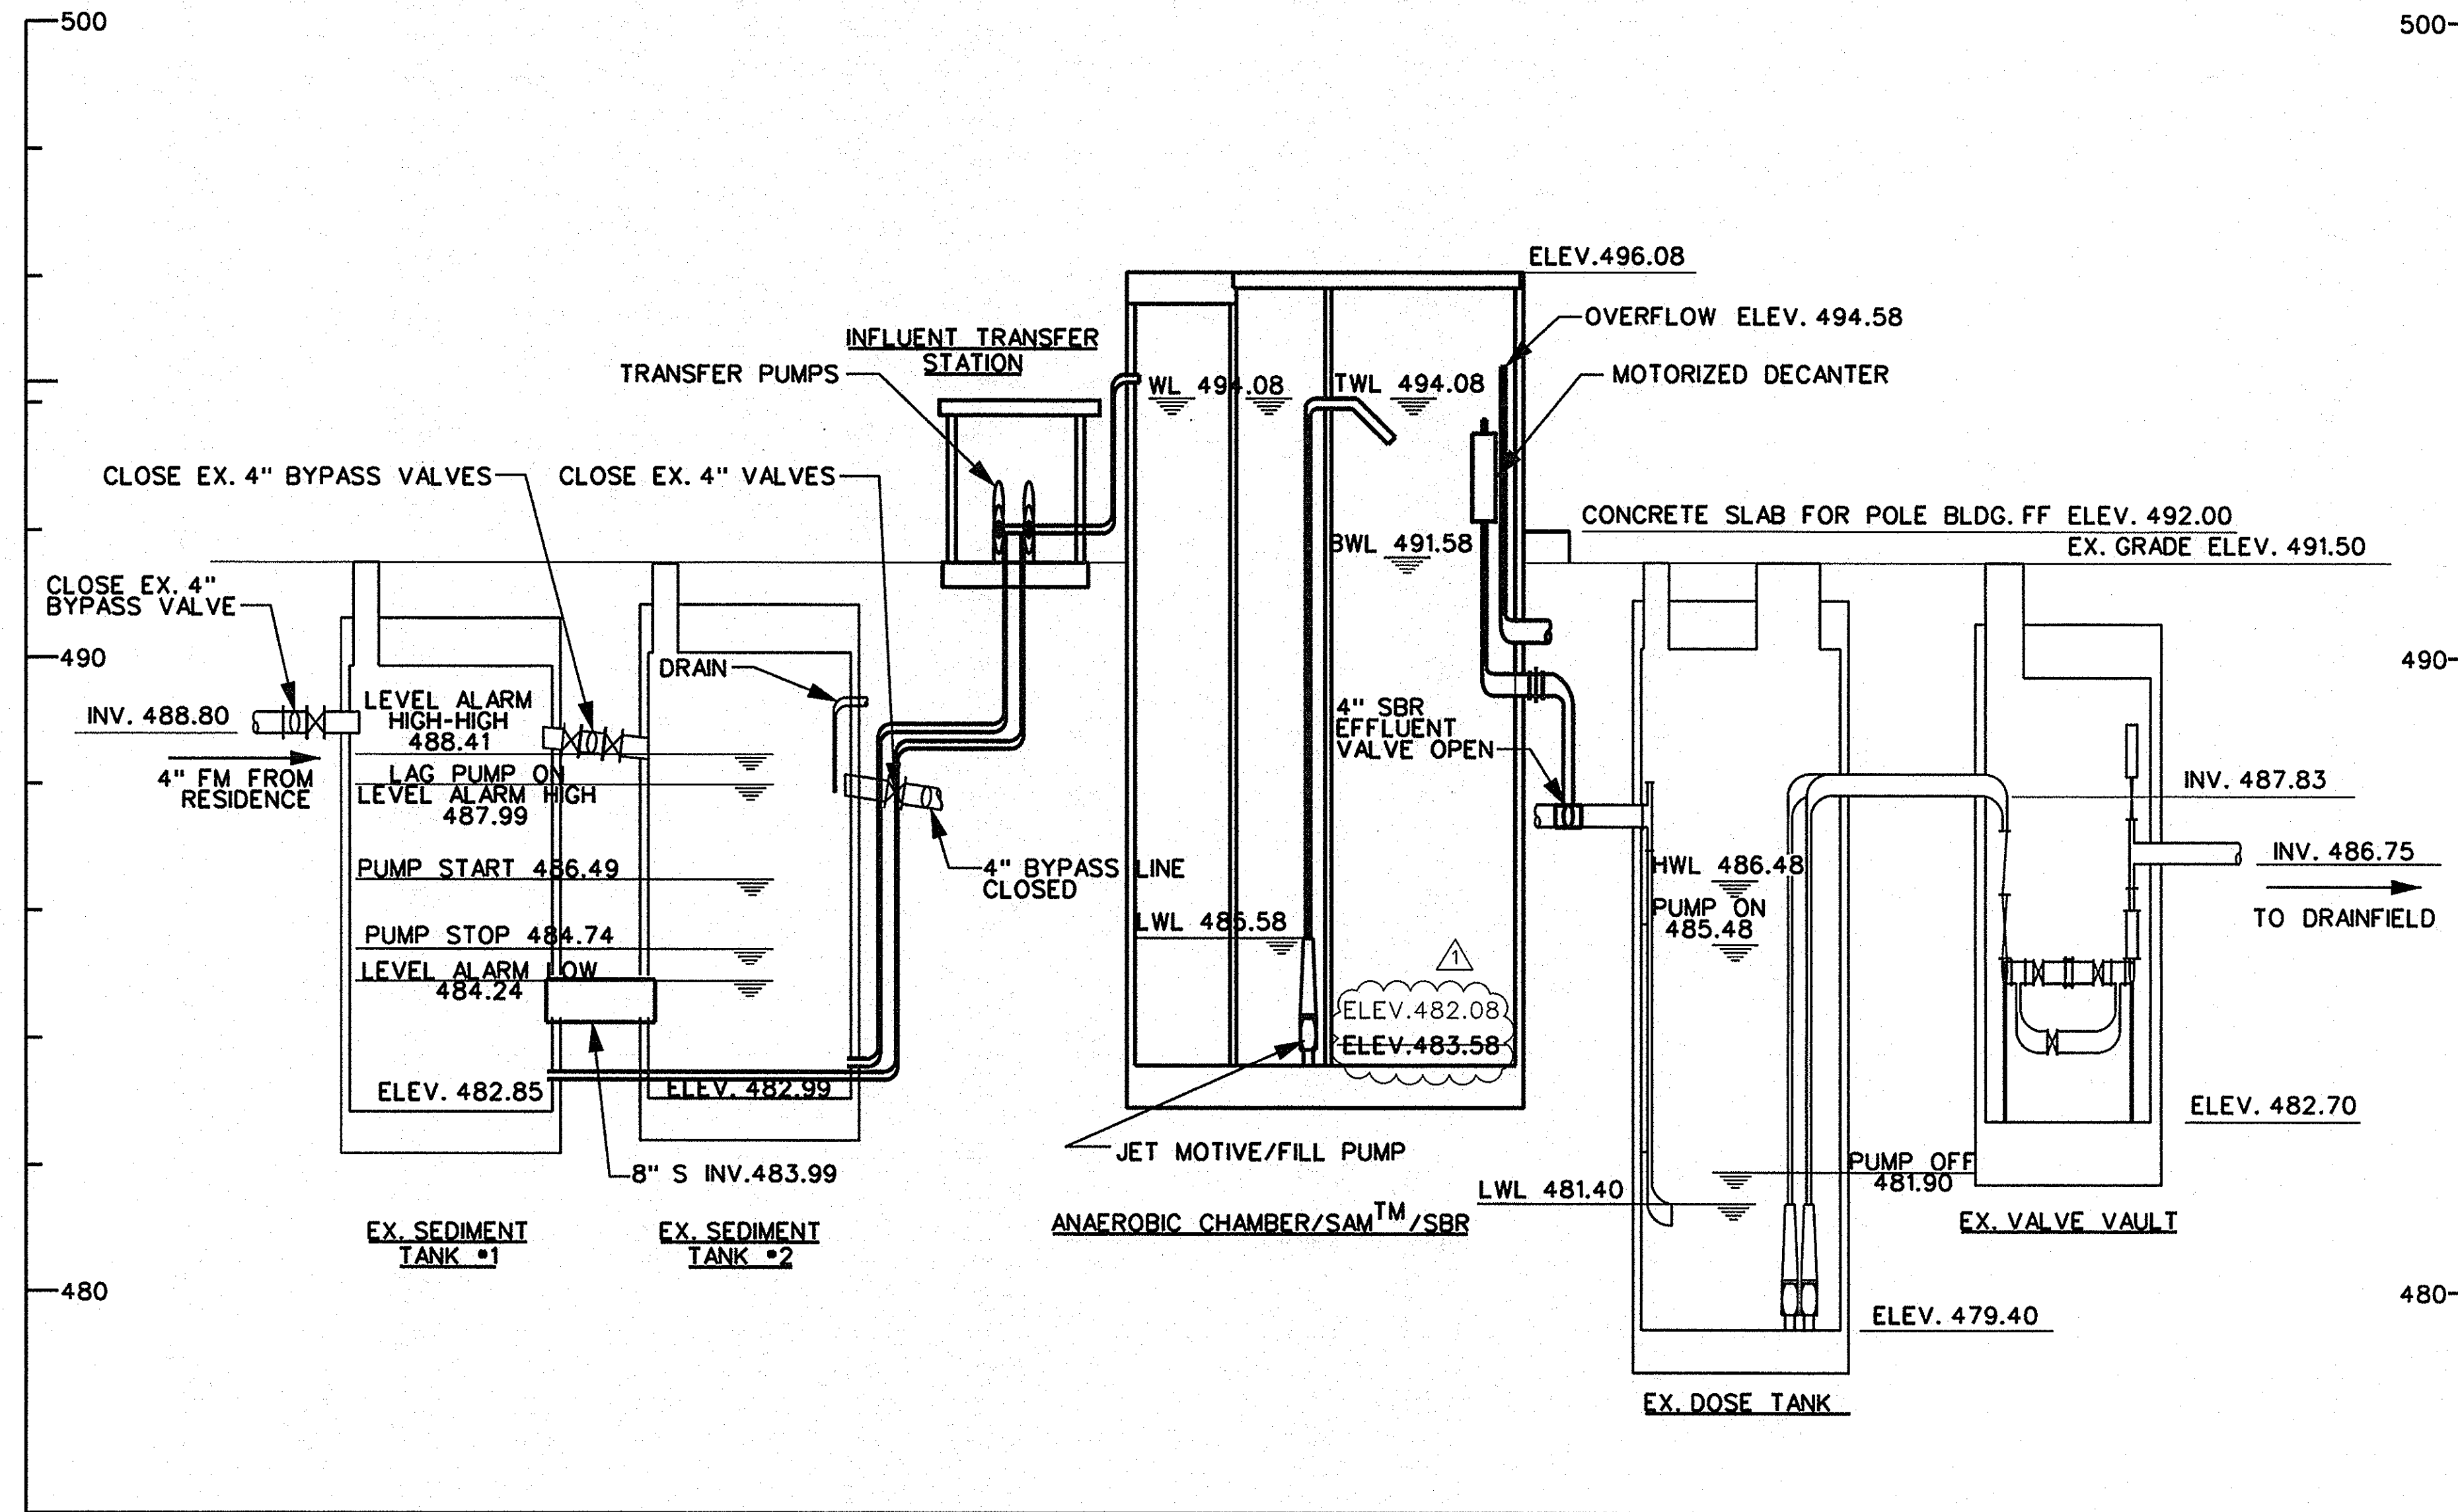 500
500
ELEV.496.08
OVERFLOW ELEV. 494.58
INFLUENT TRANSFER
STATION
TRANSFER PUMPS
MOTORIZED DECANTER
WL 494.08
TWL 494.08
CLOSE EX. 4" BYPASS VALVES
CLOSE EX. 4" VALVES
CONCRETE SLAB FOR POLE BLDG. FF ELEV. 492.00
BWL 491.58
EX. GRADE ELEV. 491.50
CLOSE EX. 4"
BYPASS VALVE
490
490
DRAIN
INV. 488.80
LEVEL ALARM
HIGH-HIGH
488.41
4" SBR
EFFLUENT
VALVE OPEN
4" FM FROM
RESIDENCE
LAG PUMP ON
LEVEL ALARM HIGH
487.99
INV. 487.83
PUMP START 486.49
4" BYPASS LINE
CLOSED
HWL 486.48
INV. 486.75
PUMP ON
485.48
TO DRAINFIELD
PUMP STOP 484.74
LWL 485.58
LEVEL ALARM LOW
484.24
1
ELEV.482.08
ELEV.483.58
ELEV. 482.85
ELEV. 482.99
ELEV. 482.70
JET MOTIVE/FILL PUMP
8" S INV.483.99
PUMP OFF
481.90
LWL 481.40
EX. SEDIMENT
TANK #1
EX. SEDIMENT
TANK #2
ANAEROBIC CHAMBER/SAM™/SBR
EX. VALVE VAULT
480
480
ELEV. 479.40
EX. DOSE TANK